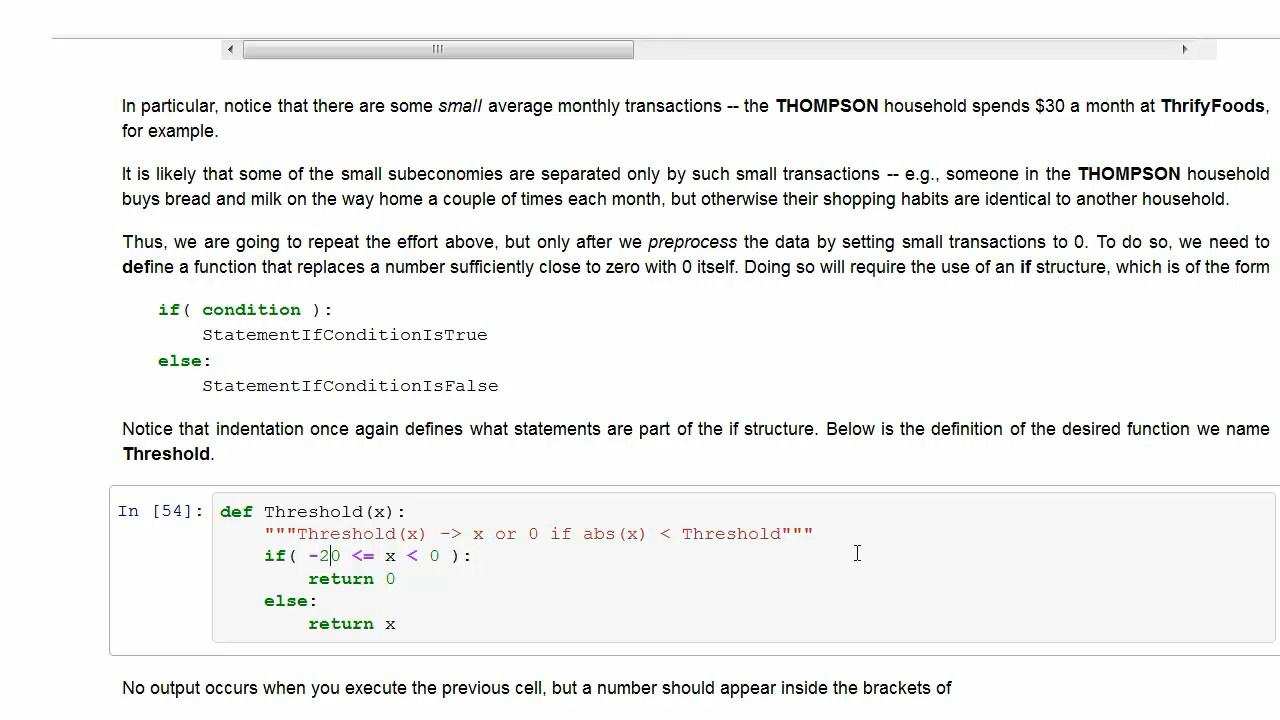 In particular, notice that there are some small average monthly transactions -- the THOMPSON household spends $30 a month at ThrifyFoods,
for example.
It is likely that some of the small subeconomies are separated only by such small transactions -- e.g., someone in the THOMPSON household
buys bread and milk on the way home a couple of times each month, but otherwise their shopping habits are identical to another household.
Thus, we are going to repeat the effort above, but only after we preprocess the data by setting small transactions to 0. To do so, we need to
define a function that replaces a number sufficiently close to zero with 0 itself. Doing so will require the use of an if structure, which is of the form
if( condition ):
    StatementIfConditionIsTrue
else:
    StatementIfConditionIsFalse
Notice that indentation once again defines what statements are part of the if structure. Below is the definition of the desired function we name
Threshold.
In [54]: def Threshold(x):
    """Threshold(x) -> x or 0 if abs(x) < Threshold"""
    if( -20 <= x < 0 ):
        return 0
    else:
        return x
No output occurs when you execute the previous cell, but a number should appear inside the brackets of